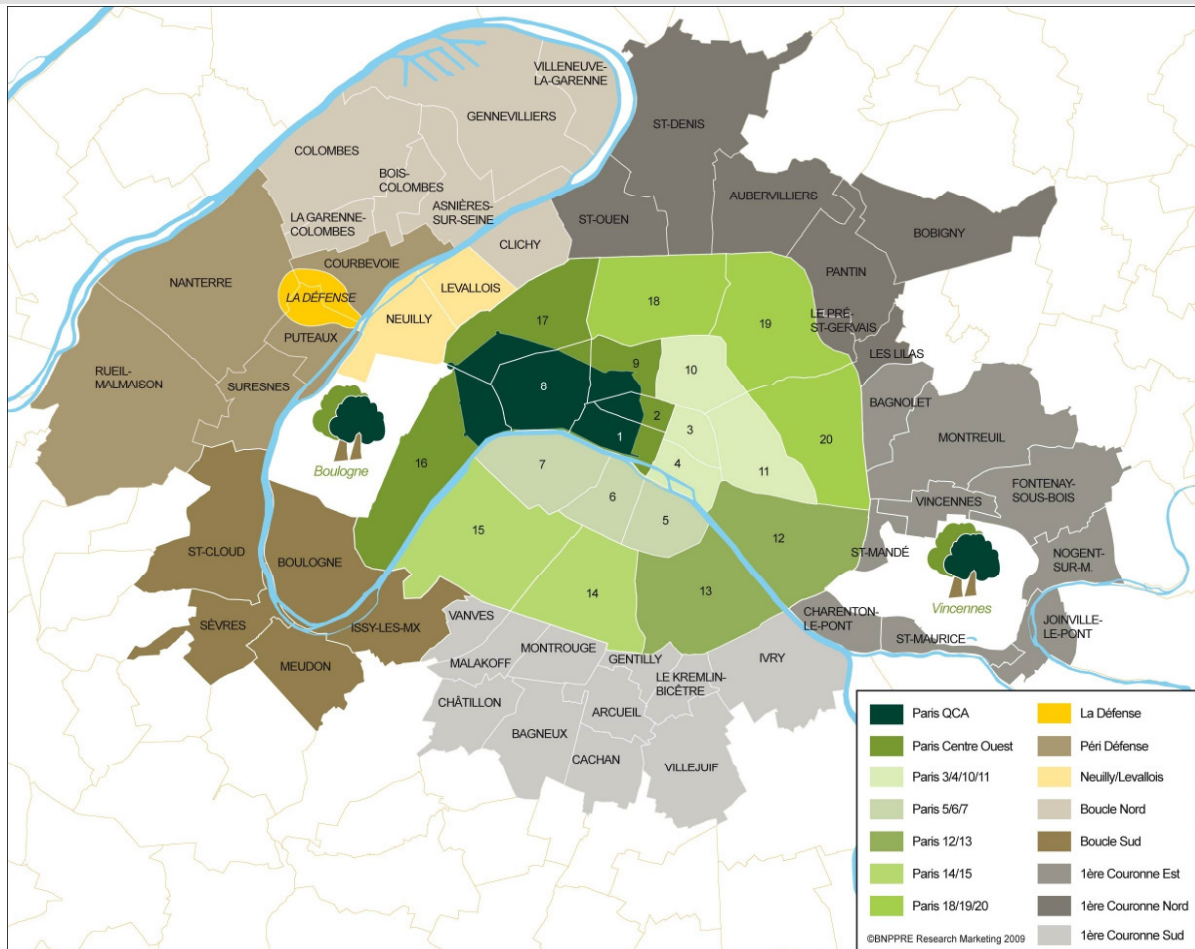 VILLENEUVE-
LA-GARENNE
GENNEVILLIERS
ST-DENIS
COLOMBES
BOIS-
COLOMBES
AUBERVILLIERS
ASNIÈRES-
SUR-SEINE
LA GARENNE-
COLOMBES
ST-OUEN
BOBIGNY
CLICHY
COURBEVOIE
PANTIN
NANTERRE
LEVALLOIS
LA DÉFENSE
18
NEUILLY
17
19
LE PRÉ-
ST-GERVAIS
PUTEAUX
LES LILAS
9
10
RUEIL-
MALMAISON
SURESNES
8
BAGNOLET
2
3
MONTREUIL
1
20
Boulogne
16
7
4
11
FONTENAY-
SOUS-BOIS
6
VINCENNES
5
15
12
ST-CLOUD
BOULOGNE
ST-MANDÉ
NOGENT-
SUR-M.
14
13
Vincennes
SÈVRES
ISSY-LES-MX
VANVES
CHARENTON-
LE-PONT
ST-MAURICE
JOINVILLE-
LE-PONT
MEUDON
MALAKOFF
MONTROUGE
GENTILLY
IVRY
LE KREMLIN-
BICÊTRE
CHÂTILLON
ARCUEIL
BAGNEUX
CACHAN
VILLEJUIF
Paris QCA
Paris Centre Ouest
Paris 3/4/10/11
Paris 5/6/7
Paris 12/13
Paris 14/15
Paris 18/19/20
La Défense
Péri Défense
Neuilly/Levallois
Boucle Nord
Boucle Sud
1ère Couronne Est
1ère Couronne Nord
1ère Couronne Sud
©BNPPRE Research Marketing 2009